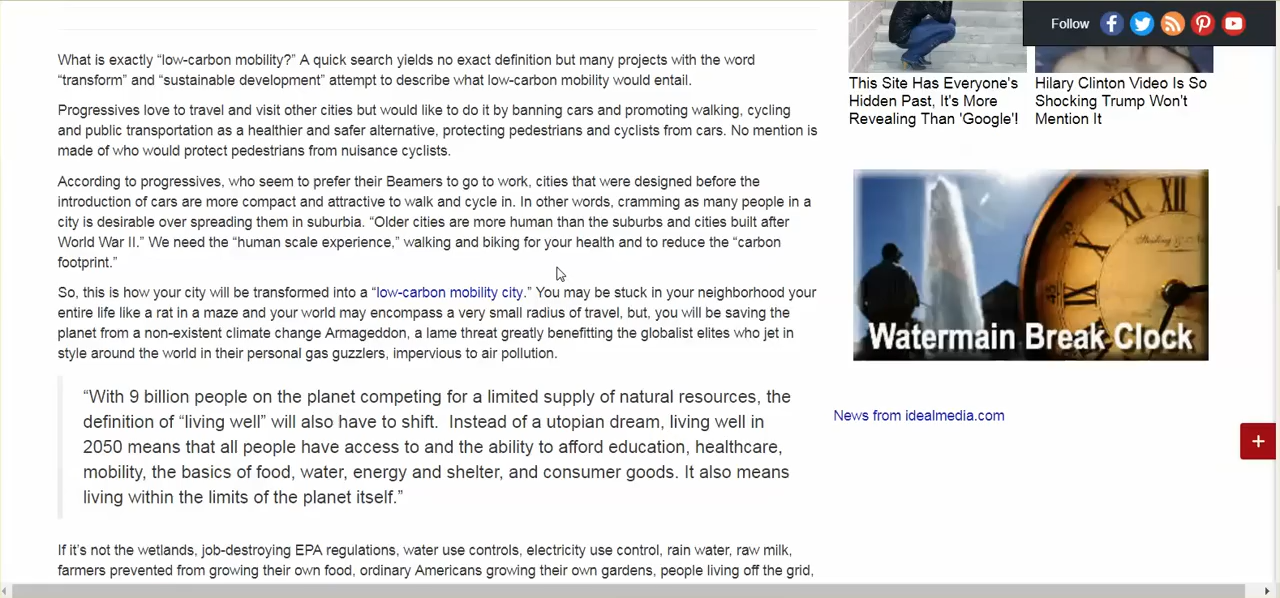 Follow
What is exactly “low-carbon mobility?” A quick search yields no exact definition but many projects with the word
“transform” and “sustainable development” attempt to describe what low-carbon mobility would entail.
Progressives love to travel and visit other cities but would like to do it by banning cars and promoting walking, cycling
and public transportation as a healthier and safer alternative, protecting pedestrians and cyclists from cars. No mention is
made of who would protect pedestrians from nuisance cyclists.
According to progressives, who seem to prefer their Beamers to go to work, cities that were designed before the
introduction of cars are more compact and attractive to walk and cycle in. In other words, cramming as many people in a
city is desirable over spreading them in suburbia. “Older cities are more human than the suburbs and cities built after
World War II.” We need the “human scale experience,” walking and biking for your health and to reduce the “carbon
footprint.”
So, this is how your city will be transformed into a “low-carbon mobility city.” You may be stuck in your neighborhood your
entire life like a rat in a maze and your world may encompass a very small radius of travel, but, you will be saving the
planet from a non-existent climate change Armageddon, a lame threat greatly benefitting the globalist elites who jet in
style around the world in their personal gas guzzlers, impervious to air pollution.
“With 9 billion people on the planet competing for a limited supply of natural resources, the
definition of “living well” will also have to shift.  Instead of a utopian dream, living well in
2050 means that all people have access to and the ability to afford education, healthcare,
mobility, the basics of food, water, energy and shelter, and consumer goods. It also means
living within the limits of the planet itself.”
If it’s not the wetlands, job-destroying EPA regulations, water use controls, electricity use control, rain water, raw milk,
farmers prevented from growing their own food, ordinary Americans growing their own gardens, people living off the grid,
This Site Has Everyone's
Hidden Past, It's More
Revealing Than 'Google'!
Hilary Clinton Video Is So
Shocking Trump Won't
Mention It
XII
XI
X
IX
Watermain Break Clock
News from idealmedia.com
+